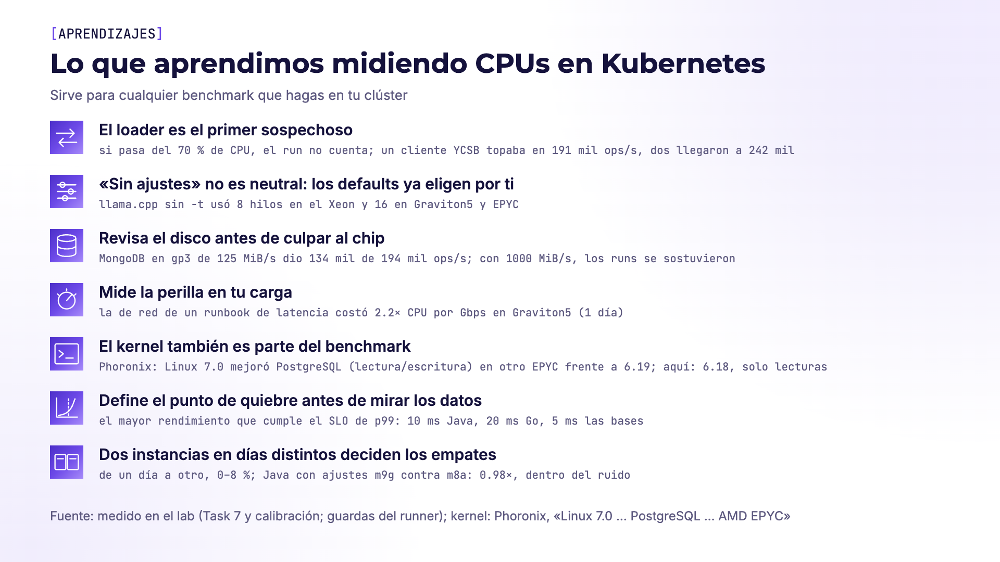 [APRENDIZAJES]
Lo que aprendimos midiendo CPUs en Kubernetes
Sirve para cualquier benchmark que hagas en tu clúster
El loader es el primer sospechoso
si pasa del 70 % de CPU, el run no cuenta; un cliente YCSB topaba en 191 mil ops/s, dos llegaron a 242 mil
«Sin ajustes» no es neutral: los defaults ya eligen por ti
llama.cpp sin -t usó 8 hilos en el Xeon y 16 en Graviton5 y EPYC
Revisa el disco antes de culpar al chip
MongoDB en gp3 de 125 MiB/s dio 134 mil de 194 mil ops/s; con 1000 MiB/s, los runs se sostuvieron
Mide la perilla en tu carga
la de red de un runbook de latencia costó 2.2× CPU por Gbps en Graviton5 (1 día)
El kernel también es parte del benchmark
Phoronix: Linux 7.0 mejoró PostgreSQL (lectura/escritura) en otro EPYC frente a 6.19; aquí: 6.18, solo lecturas
Define el punto de quiebre antes de mirar los datos
el mayor rendimiento que cumple el SLO de p99: 10 ms Java, 20 ms Go, 5 ms las bases
Dos instancias en días distintos deciden los empates
de un día a otro, 0–8 %; Java con ajustes m9g contra m8a: 0.98×, dentro del ruido
Fuente: medido en el lab (Task 7 y calibración; guardas del runner); kernel: Phoronix, «Linux 7.0 … PostgreSQL … AMD EPYC»